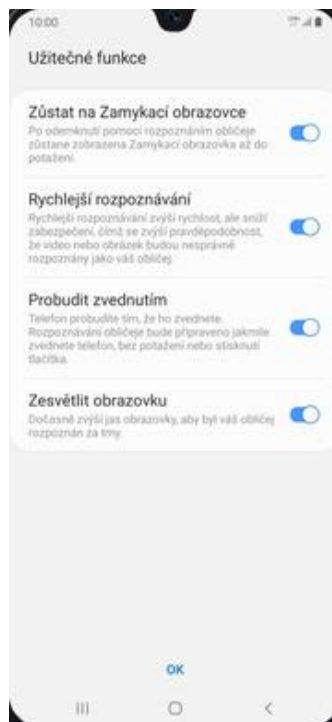 10:00
Užitečné funkce
Zůstat na Zamykací obrazovce
Po odemknutí pomocí rozpoznáním obličeje
zůstane zobrazena Zamykací obrazovka až do
potažení.
Rychlejší rozpoznávání
Rychlejší rozpoznávání zvýší rychlost, ale sníží
zabezpečení, čímž se zvýší pravděpodobnost,
že video nebo obrázek budou nesprávně
rozpoznány jako váš obličej.
Probudit zvednutím
Telefon probudíte tím, že ho zvednete.
Rozpoznávání obličeje bude připraveno jakmile
zvednete telefon, bez potažení nebo stisknutí
tlačítka.
Zesvětlit obrazovku
Dočasně zvýší jas obrazovky, aby byl váš obličej
rozpoznán za tmy.
OK